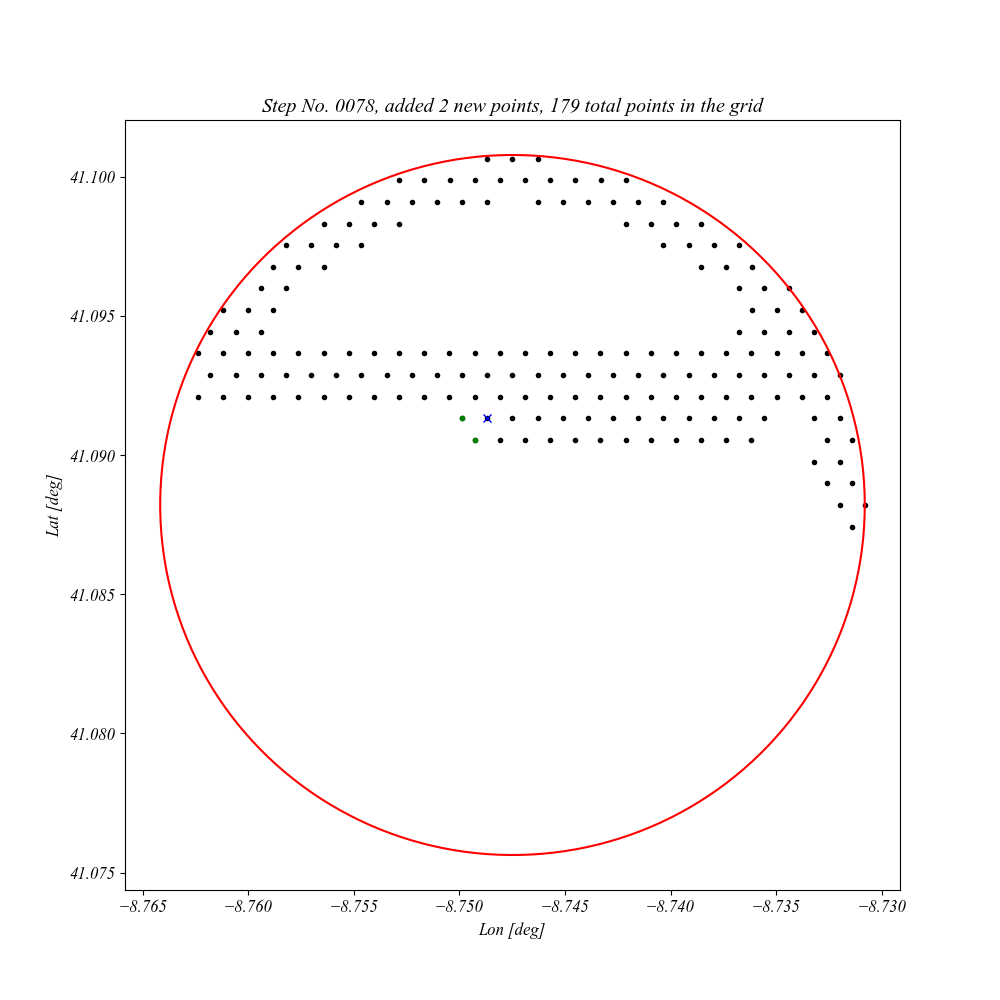 Step No. 0078, added 2 new points, 179 total points in the grid
41.100
41.095
41.090
41.085
41.080
41.075
Lat [deg]
−8.765 −8.760 −8.755 −8.750 −8.745 −8.740 −8.735 −8.730
Lon [deg]